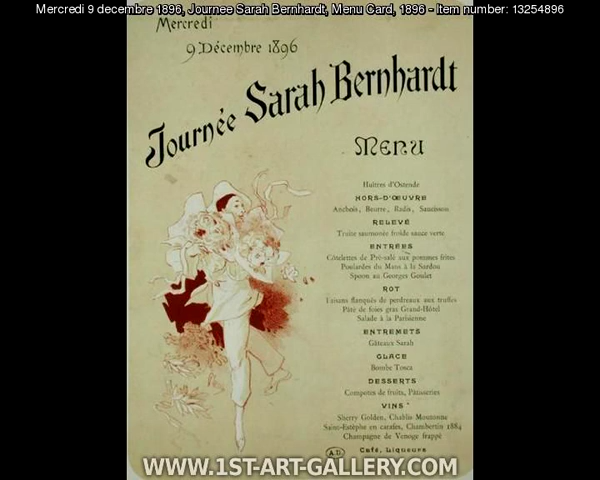 Mercredi 9 decembre 1896, Journee Sarah Bernhardt, Menu Card, 1896 - Item number: 13254896
Mercredi
9 Décembre 1896
Journée Sarah Bernhardt
Menu
Huîtres d'Ostende
HORS-D'ŒUVRE
Anchois, Beurre, Radis, Saucisson
RELEVÉ
Truite saumonée froide sauce verte
ENTRÉES
Côtelettes de Pré-salé aux pommes frites
Poulardes du Mans à la Sardou
Spoon au Georges Goulet
ROT
Faisans flanqués de perdreaux aux truffes
Pâté de foies gras Grand-Hôtel
Salade à la Parisienne
ENTREMETS
Gâteaux Sarah
GLACE
Bombe Tosca
DESSERTS
Compotes de fruits, Pâtisseries
VINS
Sherry Golden, Chablis Moutonne
Saint-Estèphe en carafes, Chambertin 1884
Champagne de Venoge frappé
Café, Liqueurs
A.D
WWW.1ST-ART-GALLERY.COM